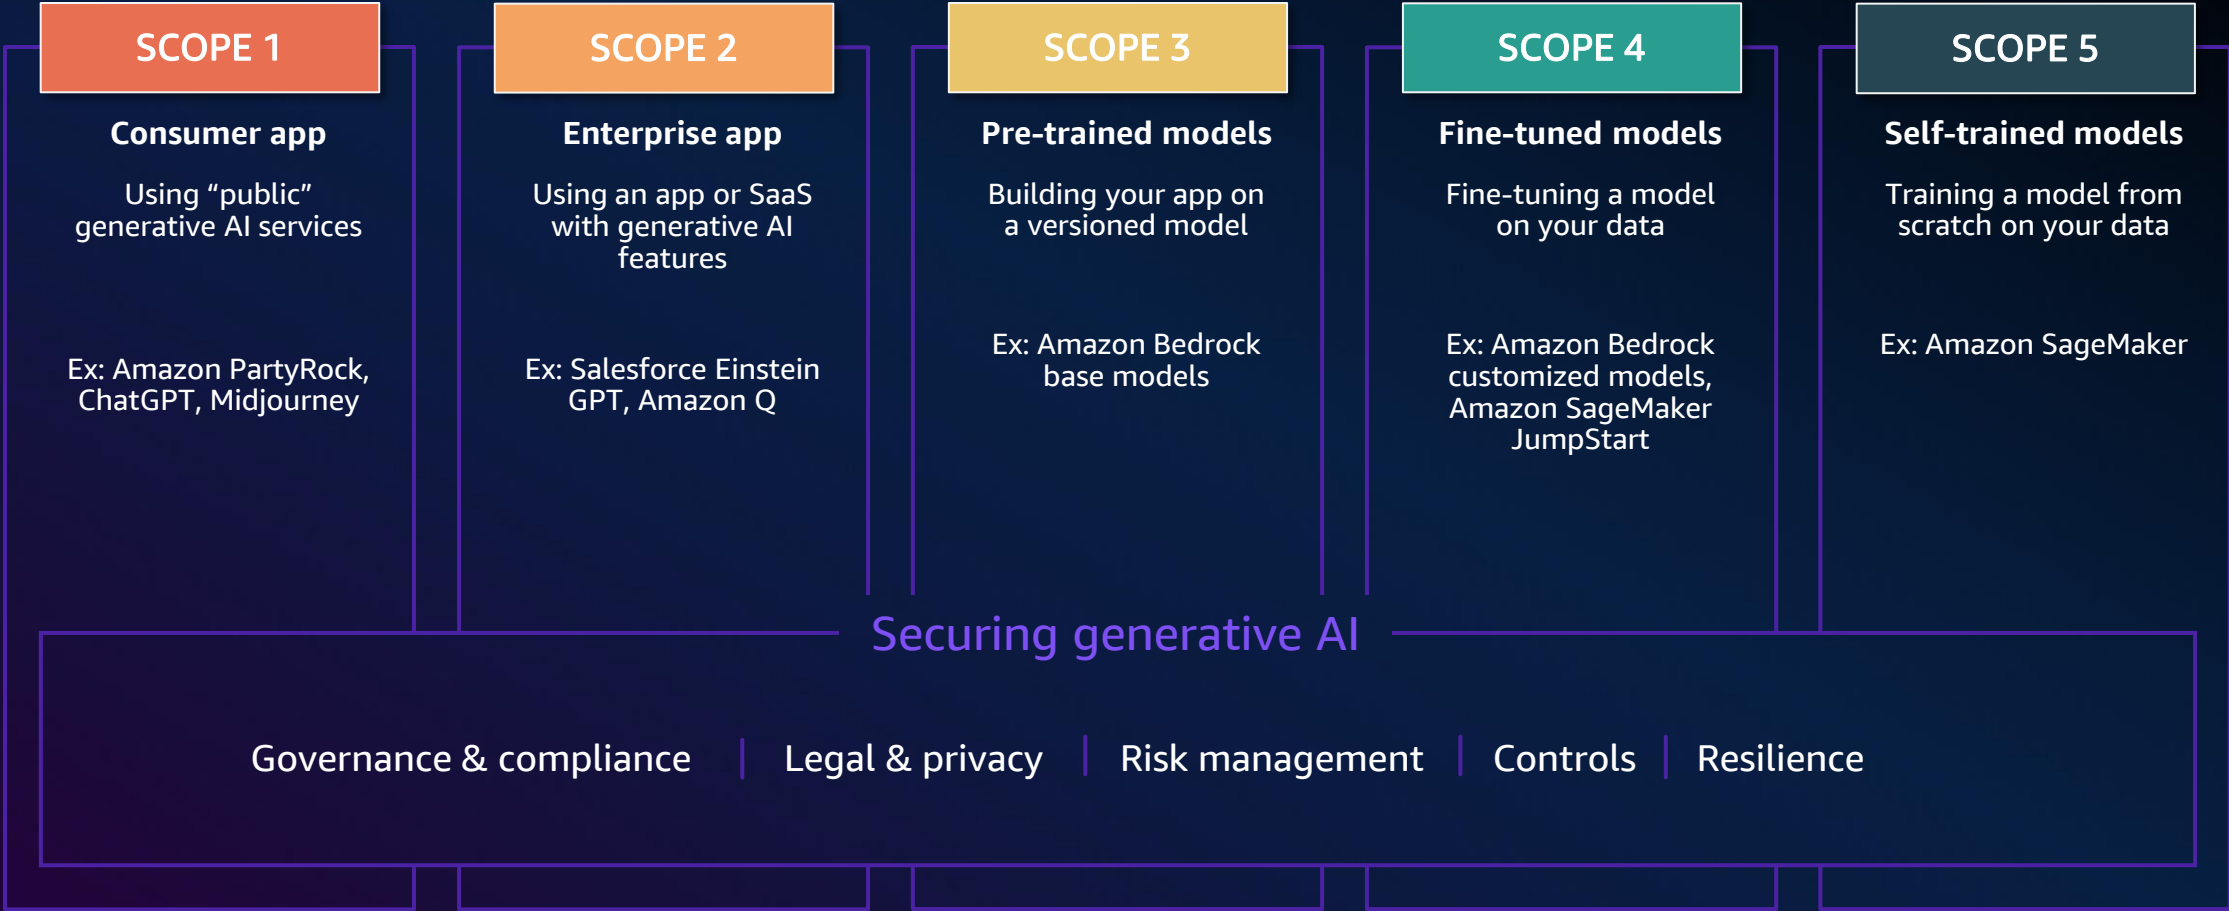 SCOPE 1
Consumer app
Using “public”
generative AI services
Ex: Amazon PartyRock,
ChatGPT, Midjourney
SCOPE 2
Enterprise app
Using an app or SaaS
with generative AI
features
Ex: Salesforce Einstein
GPT, Amazon Q
SCOPE 3
Pre-trained models
Building your app on
a versioned model
Ex: Amazon Bedrock
base models
SCOPE 4
Fine-tuned models
Fine-tuning a model
on your data
Ex: Amazon Bedrock
customized models,
Amazon SageMaker
JumpStart
SCOPE 5
Self-trained models
Training a model from
scratch on your data
Ex: Amazon SageMaker
Securing generative AI
Governance & compliance | Legal & privacy | Risk management | Controls | Resilience